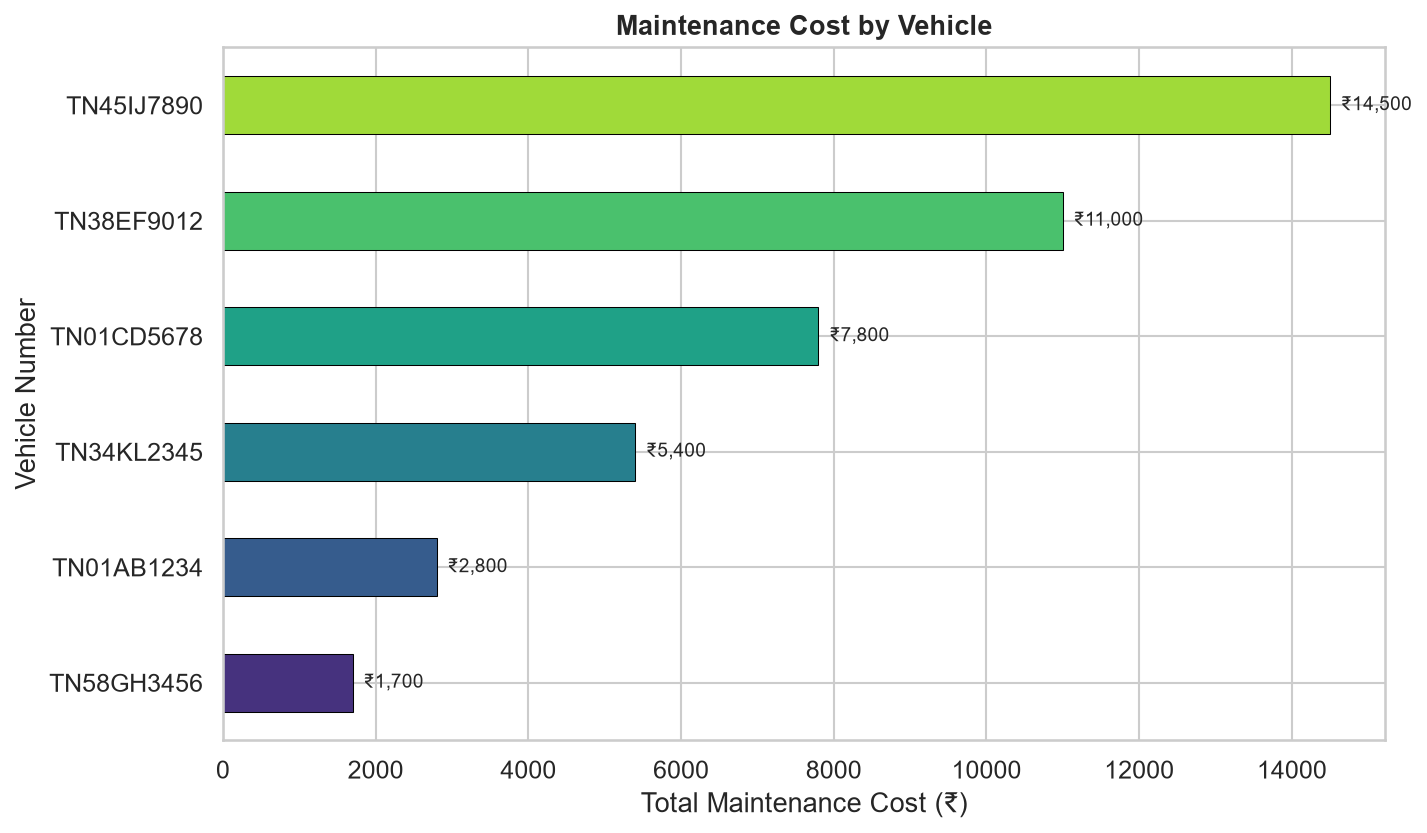 Maintenance Cost by Vehicle
TN45IJ7890
₹14,500
TN38EF9012
₹11,000
TN01CD5678
₹7,800
TN34KL2345
₹5,400
TN01AB1234
₹2,800
TN58GH3456
₹1,700
Vehicle Number
0 2000 4000 6000 8000 10000 12000 14000
Total Maintenance Cost (₹)